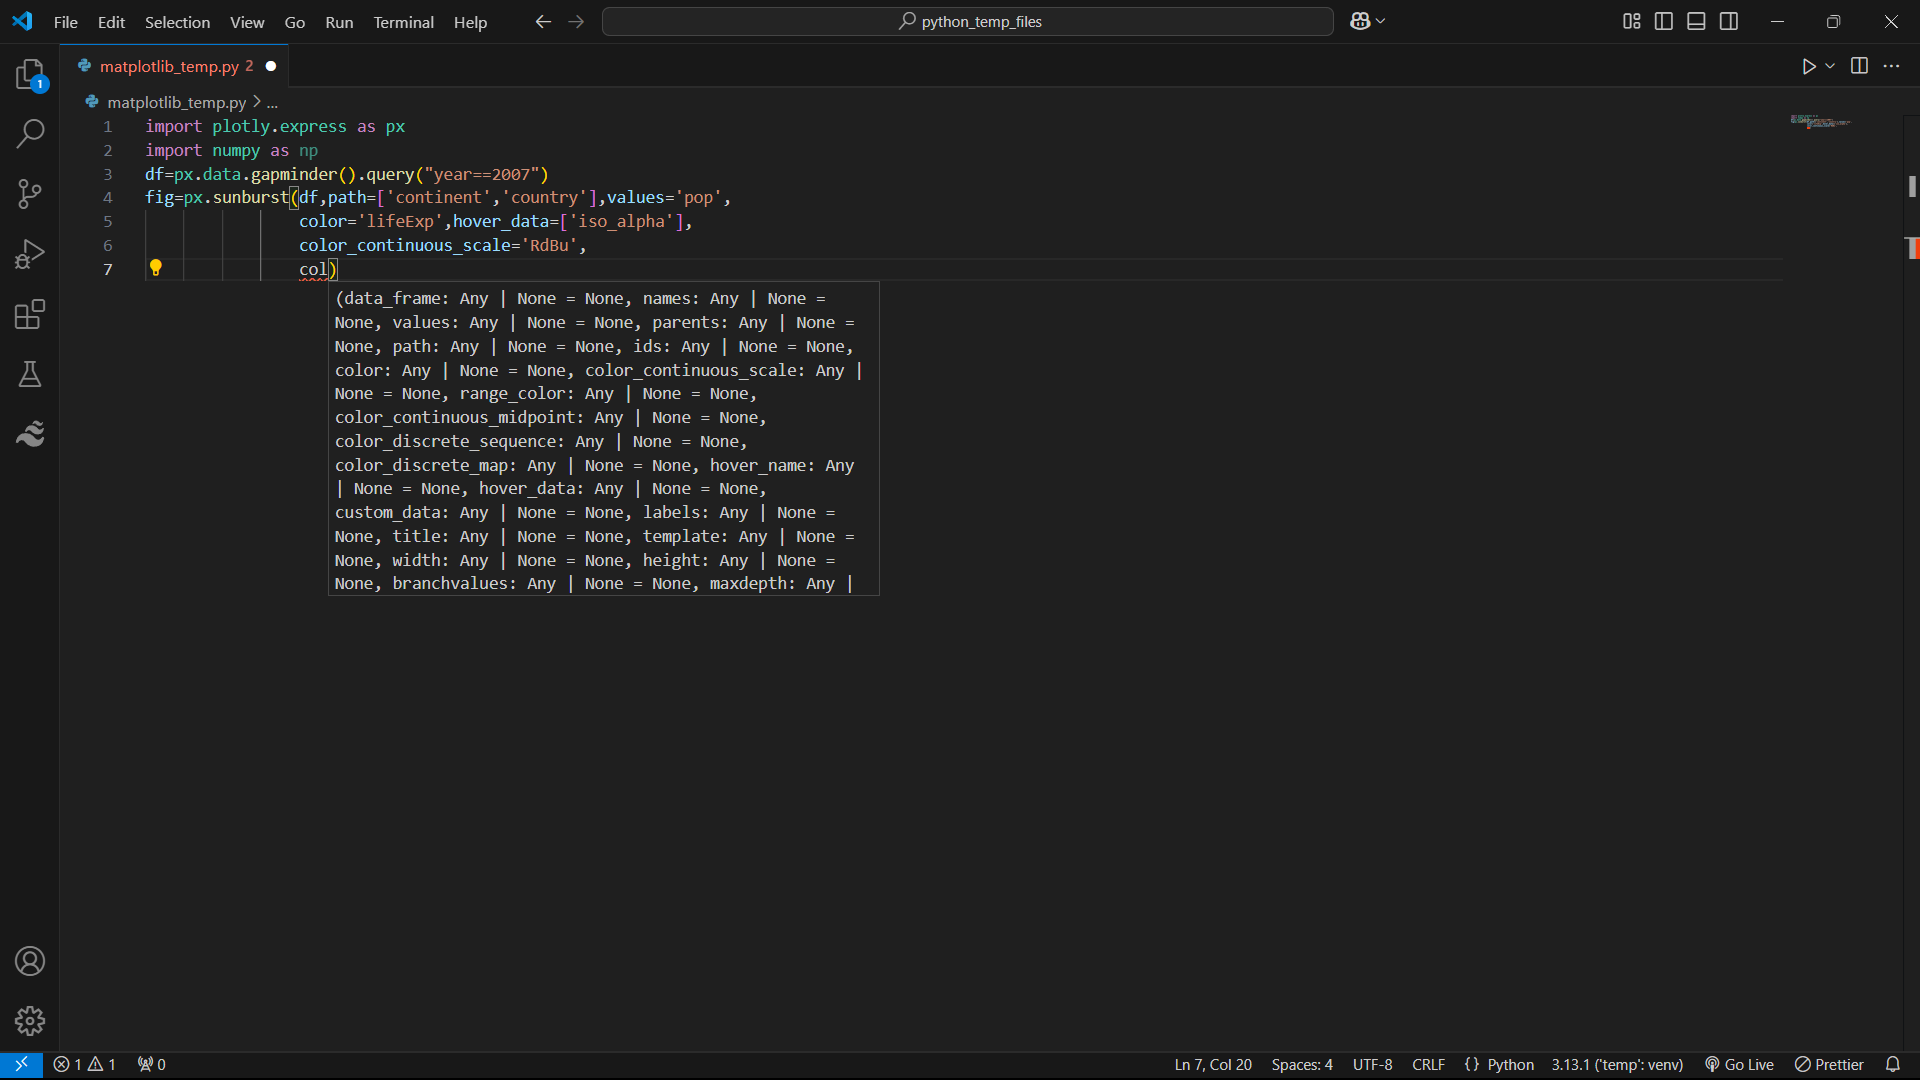 File Edit Selection View Go Run Terminal Help
python_temp_files
matplotlib_temp.py 2
1
matplotlib_temp.py > ...
1 import plotly.express as px
2 import numpy as np
3 df=px.data.gapminder().query("year==2007")
4 fig=px.sunburst(df,path=['continent','country'],values='pop',
5 color='lifeExp',hover_data=['iso_alpha'],
6 color_continuous_scale='RdBu',
7 col)
(data_frame: Any | None = None, names: Any | None =
None, values: Any | None = None, parents: Any | None =
None, path: Any | None = None, ids: Any | None = None,
color: Any | None = None, color_continuous_scale: Any |
None = None, range_color: Any | None = None,
color_continuous_midpoint: Any | None = None,
color_discrete_sequence: Any | None = None,
color_discrete_map: Any | None = None, hover_name: Any
| None = None, hover_data: Any | None = None,
custom_data: Any | None = None, labels: Any | None =
None, title: Any | None = None, template: Any | None =
None, width: Any | None = None, height: Any | None =
None, branchvalues: Any | None = None, maxdepth: Any |
1 1 0 Ln 7, Col 20 Spaces: 4 UTF-8 CRLF {} Python 3.13.1 ('temp': venv) Go Live Prettier